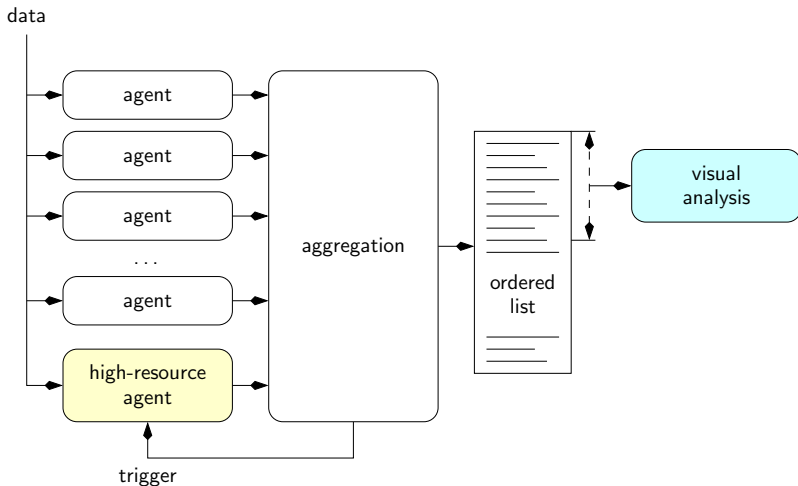 data
agent
agent
agent
...
agent
high-resource
agent
trigger
aggregation
ordered
list
visual
analysis